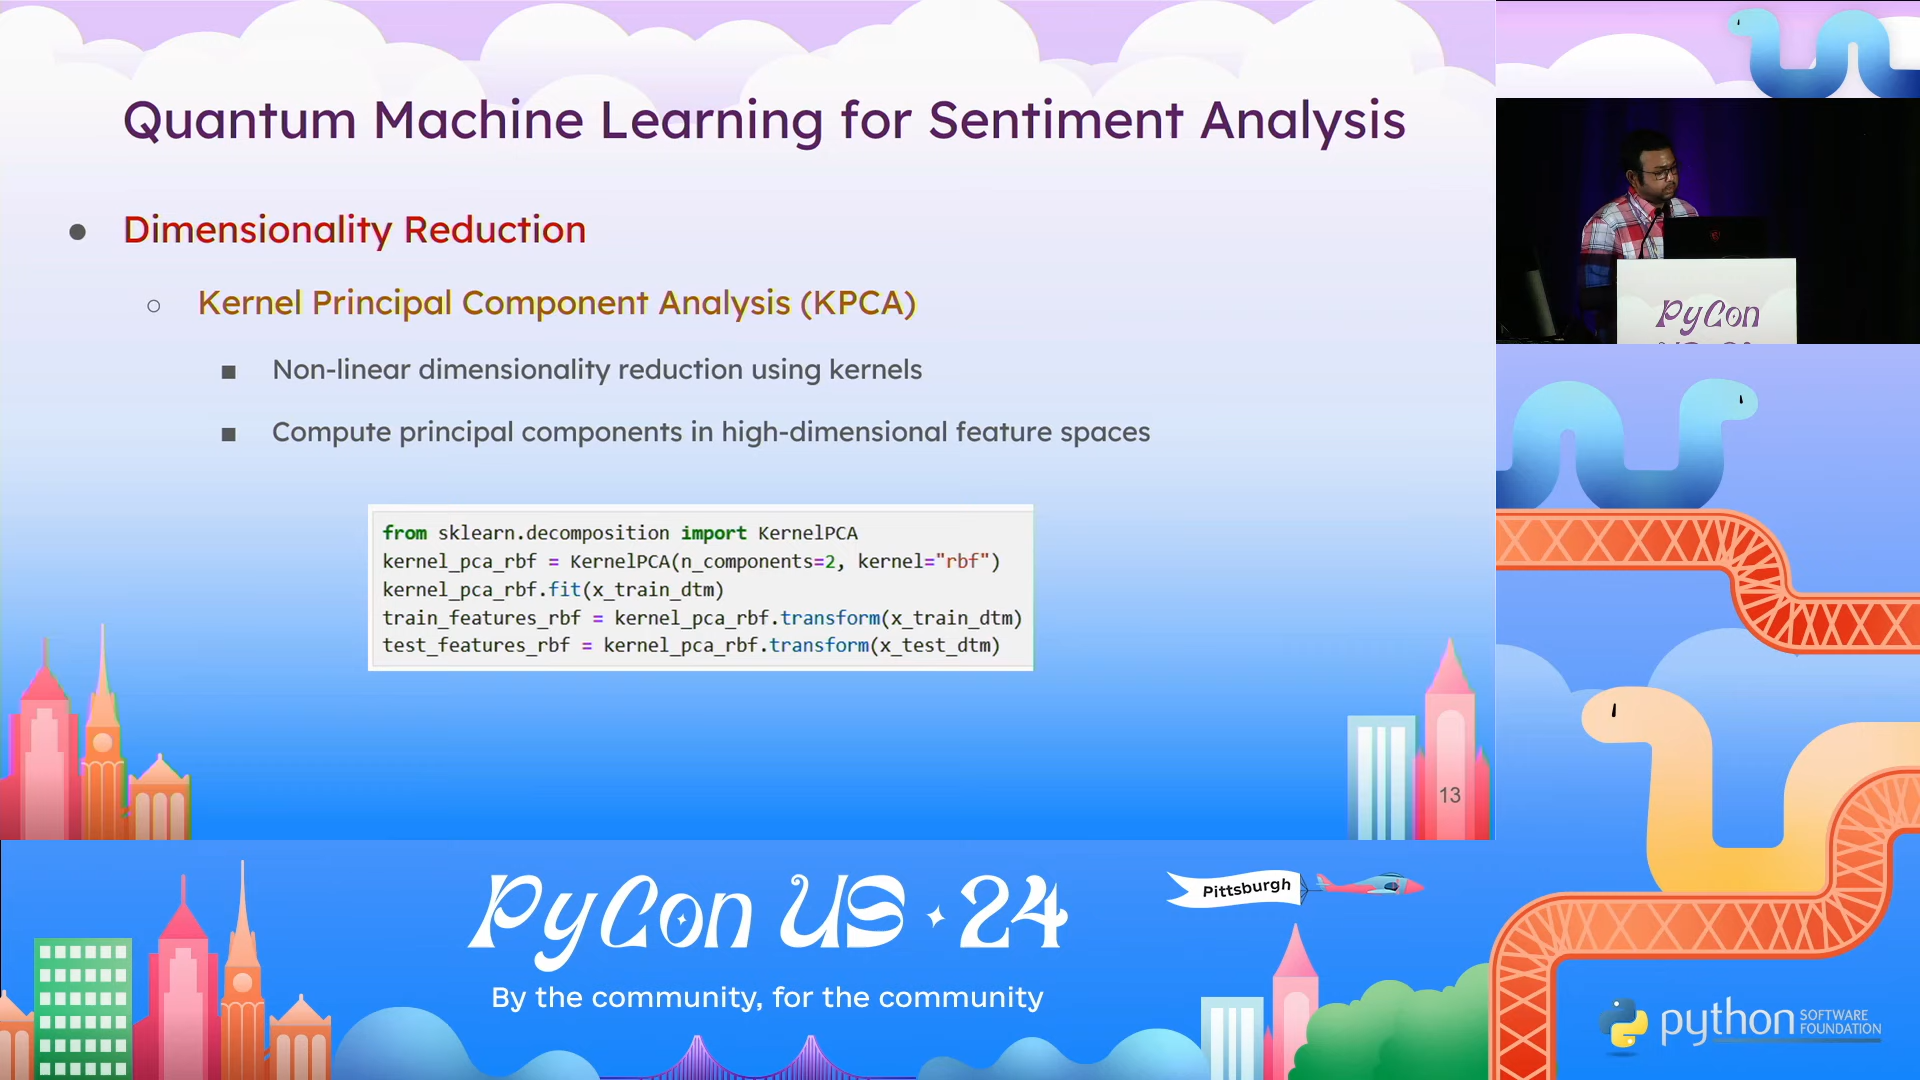 Quantum Machine Learning for Sentiment Analysis
● Dimensionality Reduction
○ Kernel Principal Component Analysis (KPCA)
■ Non-linear dimensionality reduction using kernels
■ Compute principal components in high-dimensional feature spaces
from sklearn.decomposition import KernelPCA
kernel_pca_rbf = KernelPCA(n_components=2, kernel="rbf")
kernel_pca_rbf.fit(x_train_dtm)
train_features_rbf = kernel_pca_rbf.transform(x_train_dtm)
test_features_rbf = kernel_pca_rbf.transform(x_test_dtm)
13
PyCon
PyCon US 24
By the community, for the community
Pittsburgh
python SOFTWARE
FOUNDATION